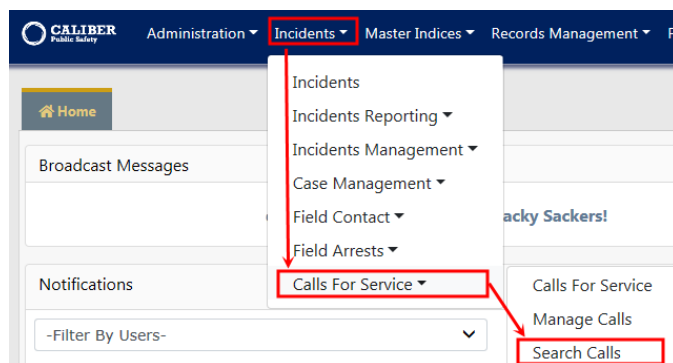 CALIBER
Public Safety
Administration Incidents Master Indices Records Management
Home
Incidents
Incidents Reporting
Incidents Management
Case Management
Field Contact
Field Arrests
Calls For Service
Broadcast Messages
acky Sackers!
Notifications
-Filter By Users-
Calls For Service
Manage Calls
Search Calls